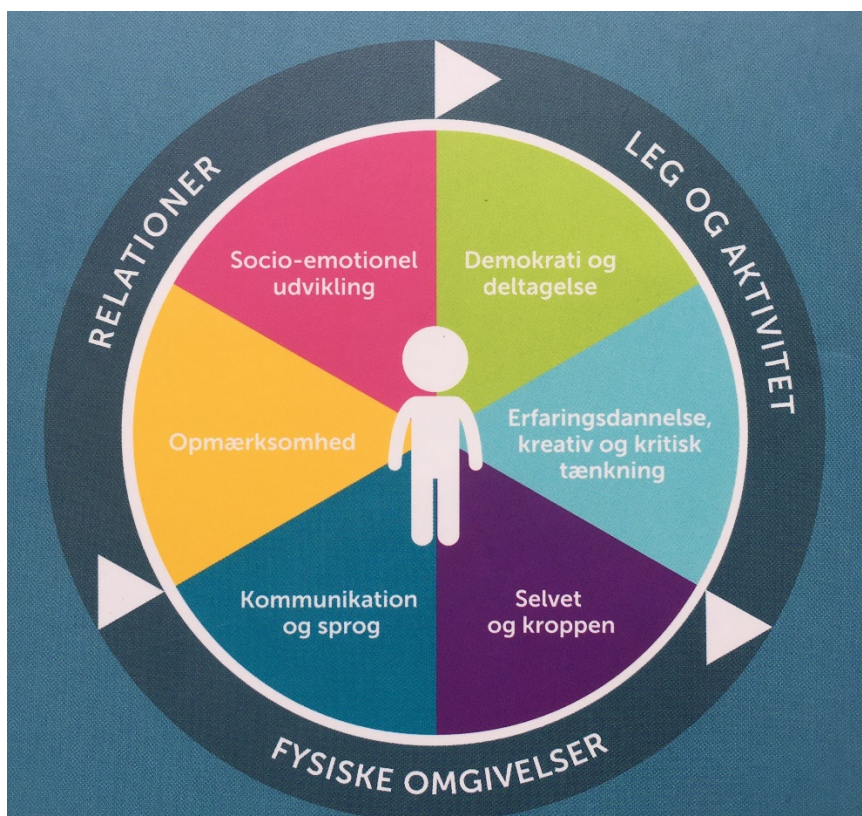 RELATIONER
LEG OG AKTIVITET
Socio-emotionel
udvikling
Demokrati og
deltagelse
Opmærksomhed
Erfaringsdannelse,
kreativ og kritisk
tænkning
Kommunikation
og sprog
Selvet
og kroppen
FYSISKE OMGIVELSER